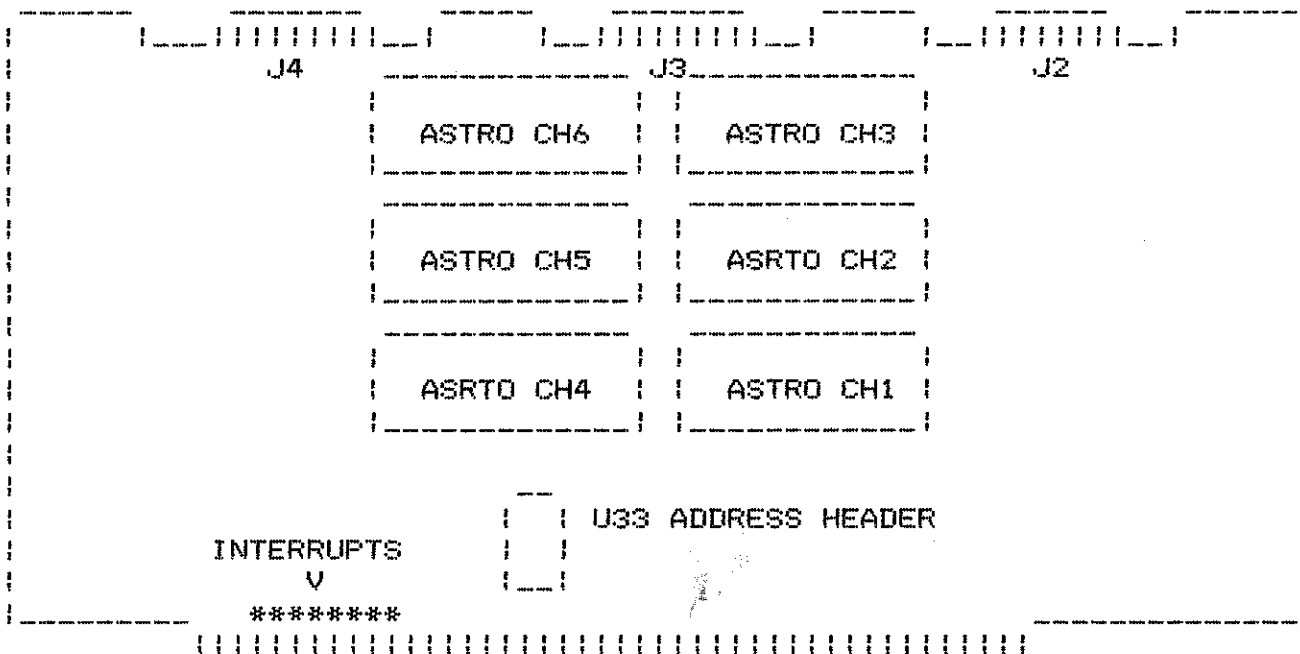 J4 J3 J2
ASTRO CH6 ASTRO CH3
ASTRO CH5 ASRTO CH2
ASRTO CH4 ASTRO CH1
U33 ADDRESS HEADER
INTERRUPTS
V
********